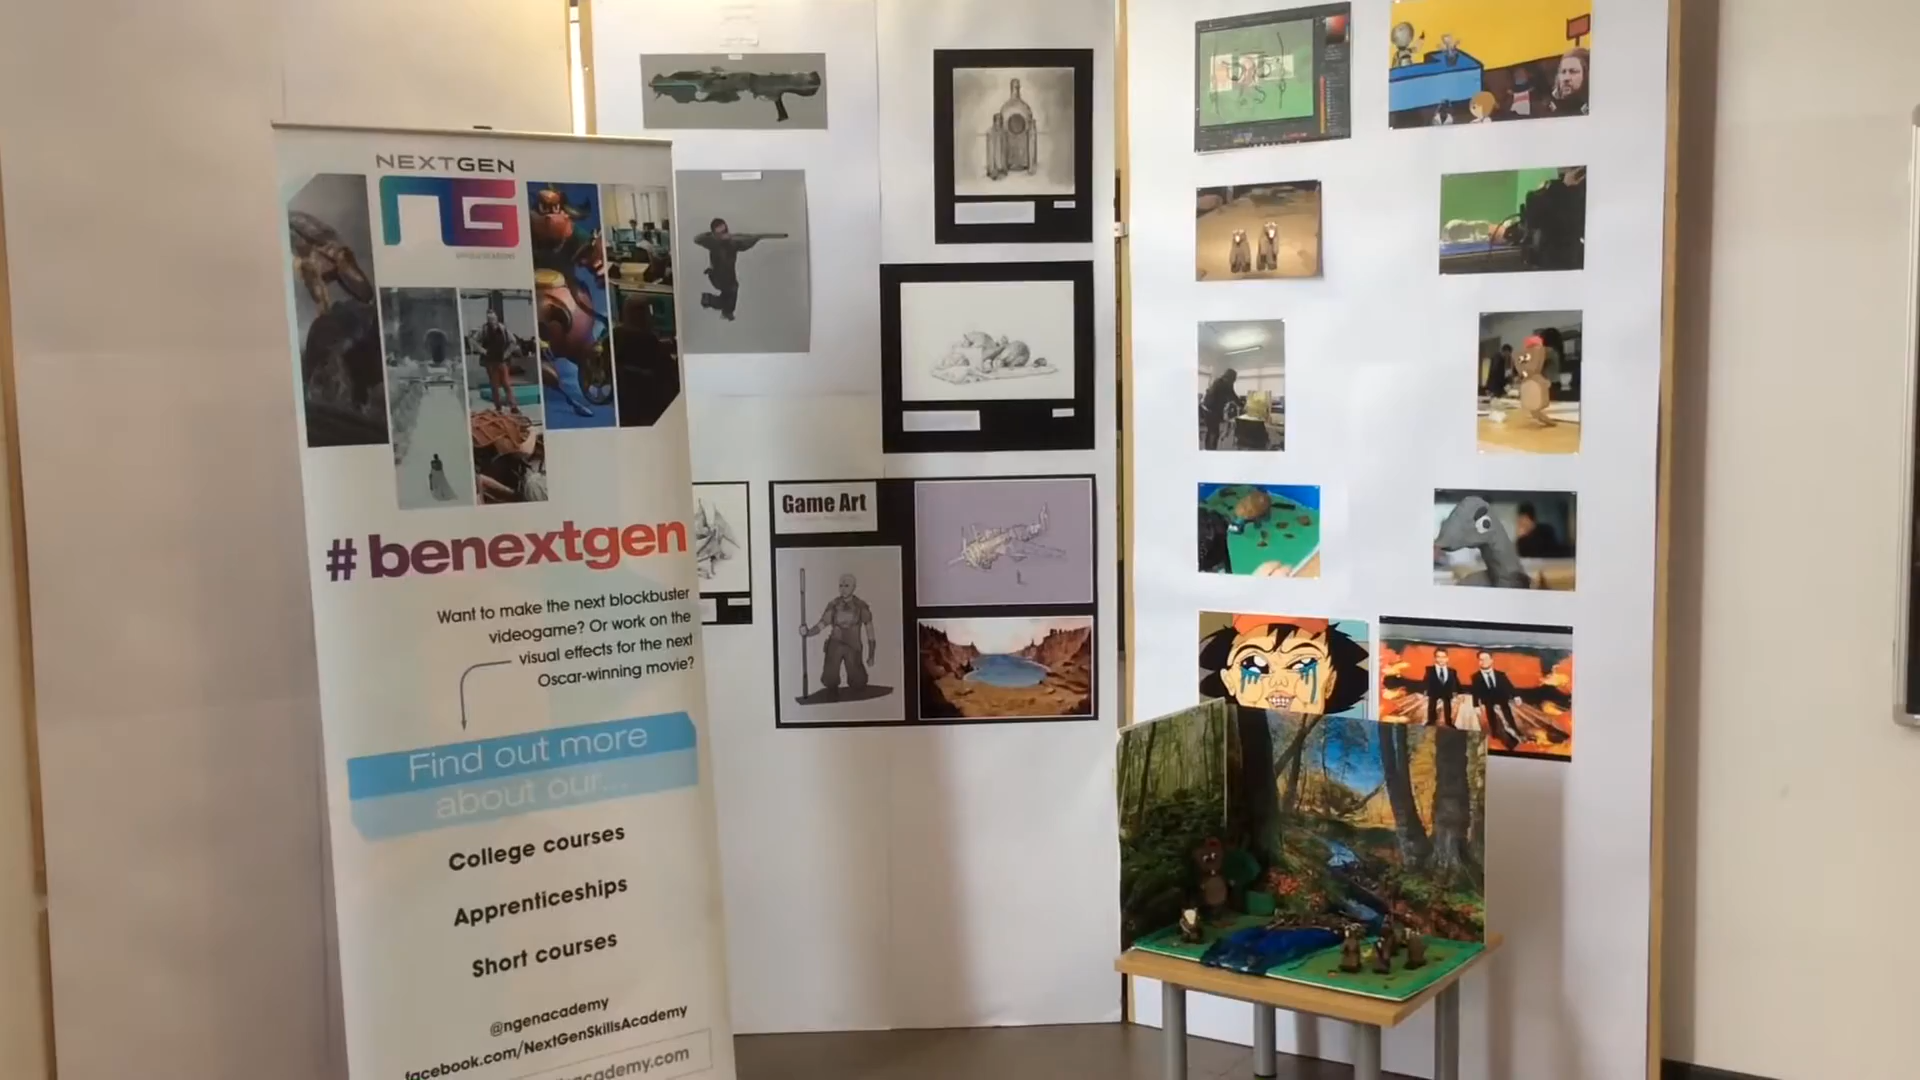 NEXTGEN
NG
#benextgen
Want to make the next blockbuster
videogame? Or work on the
visual effects for the next
Oscar-winning movie?
Find out more
about our...
College courses
Apprenticeships
Short courses
@ngenacademy
facebook.com/NextGenSkillsAcademy
academy.com
Game Art